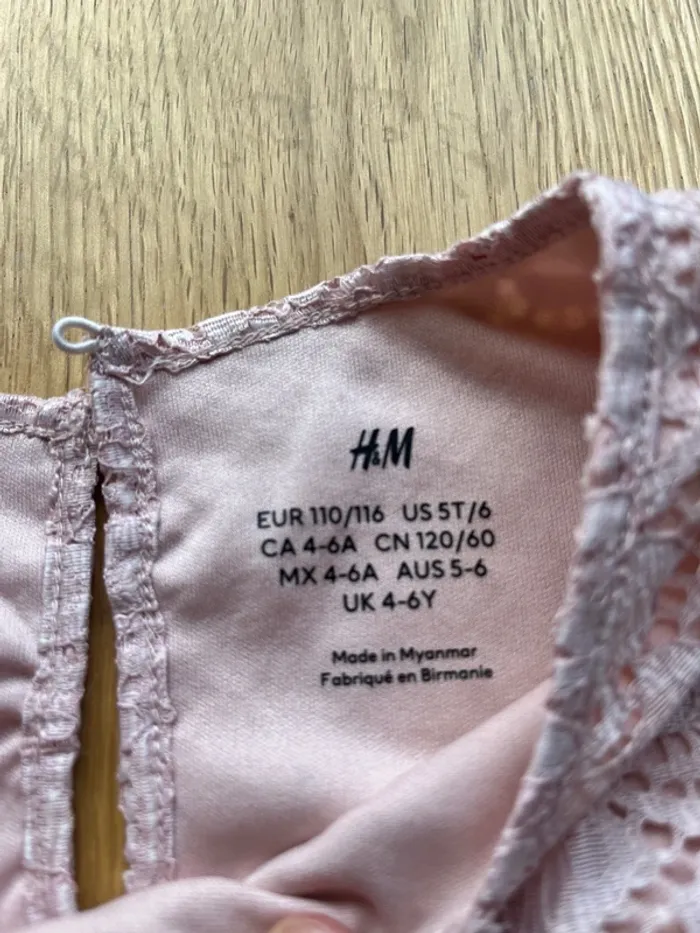 H&M
EUR 110/116 US 5T/6
CA 4-6A CN 120/60
MX 4-6A AUS 5-6
UK 4-6Y
Made in Myanmar
Fabriqué en Birmanie